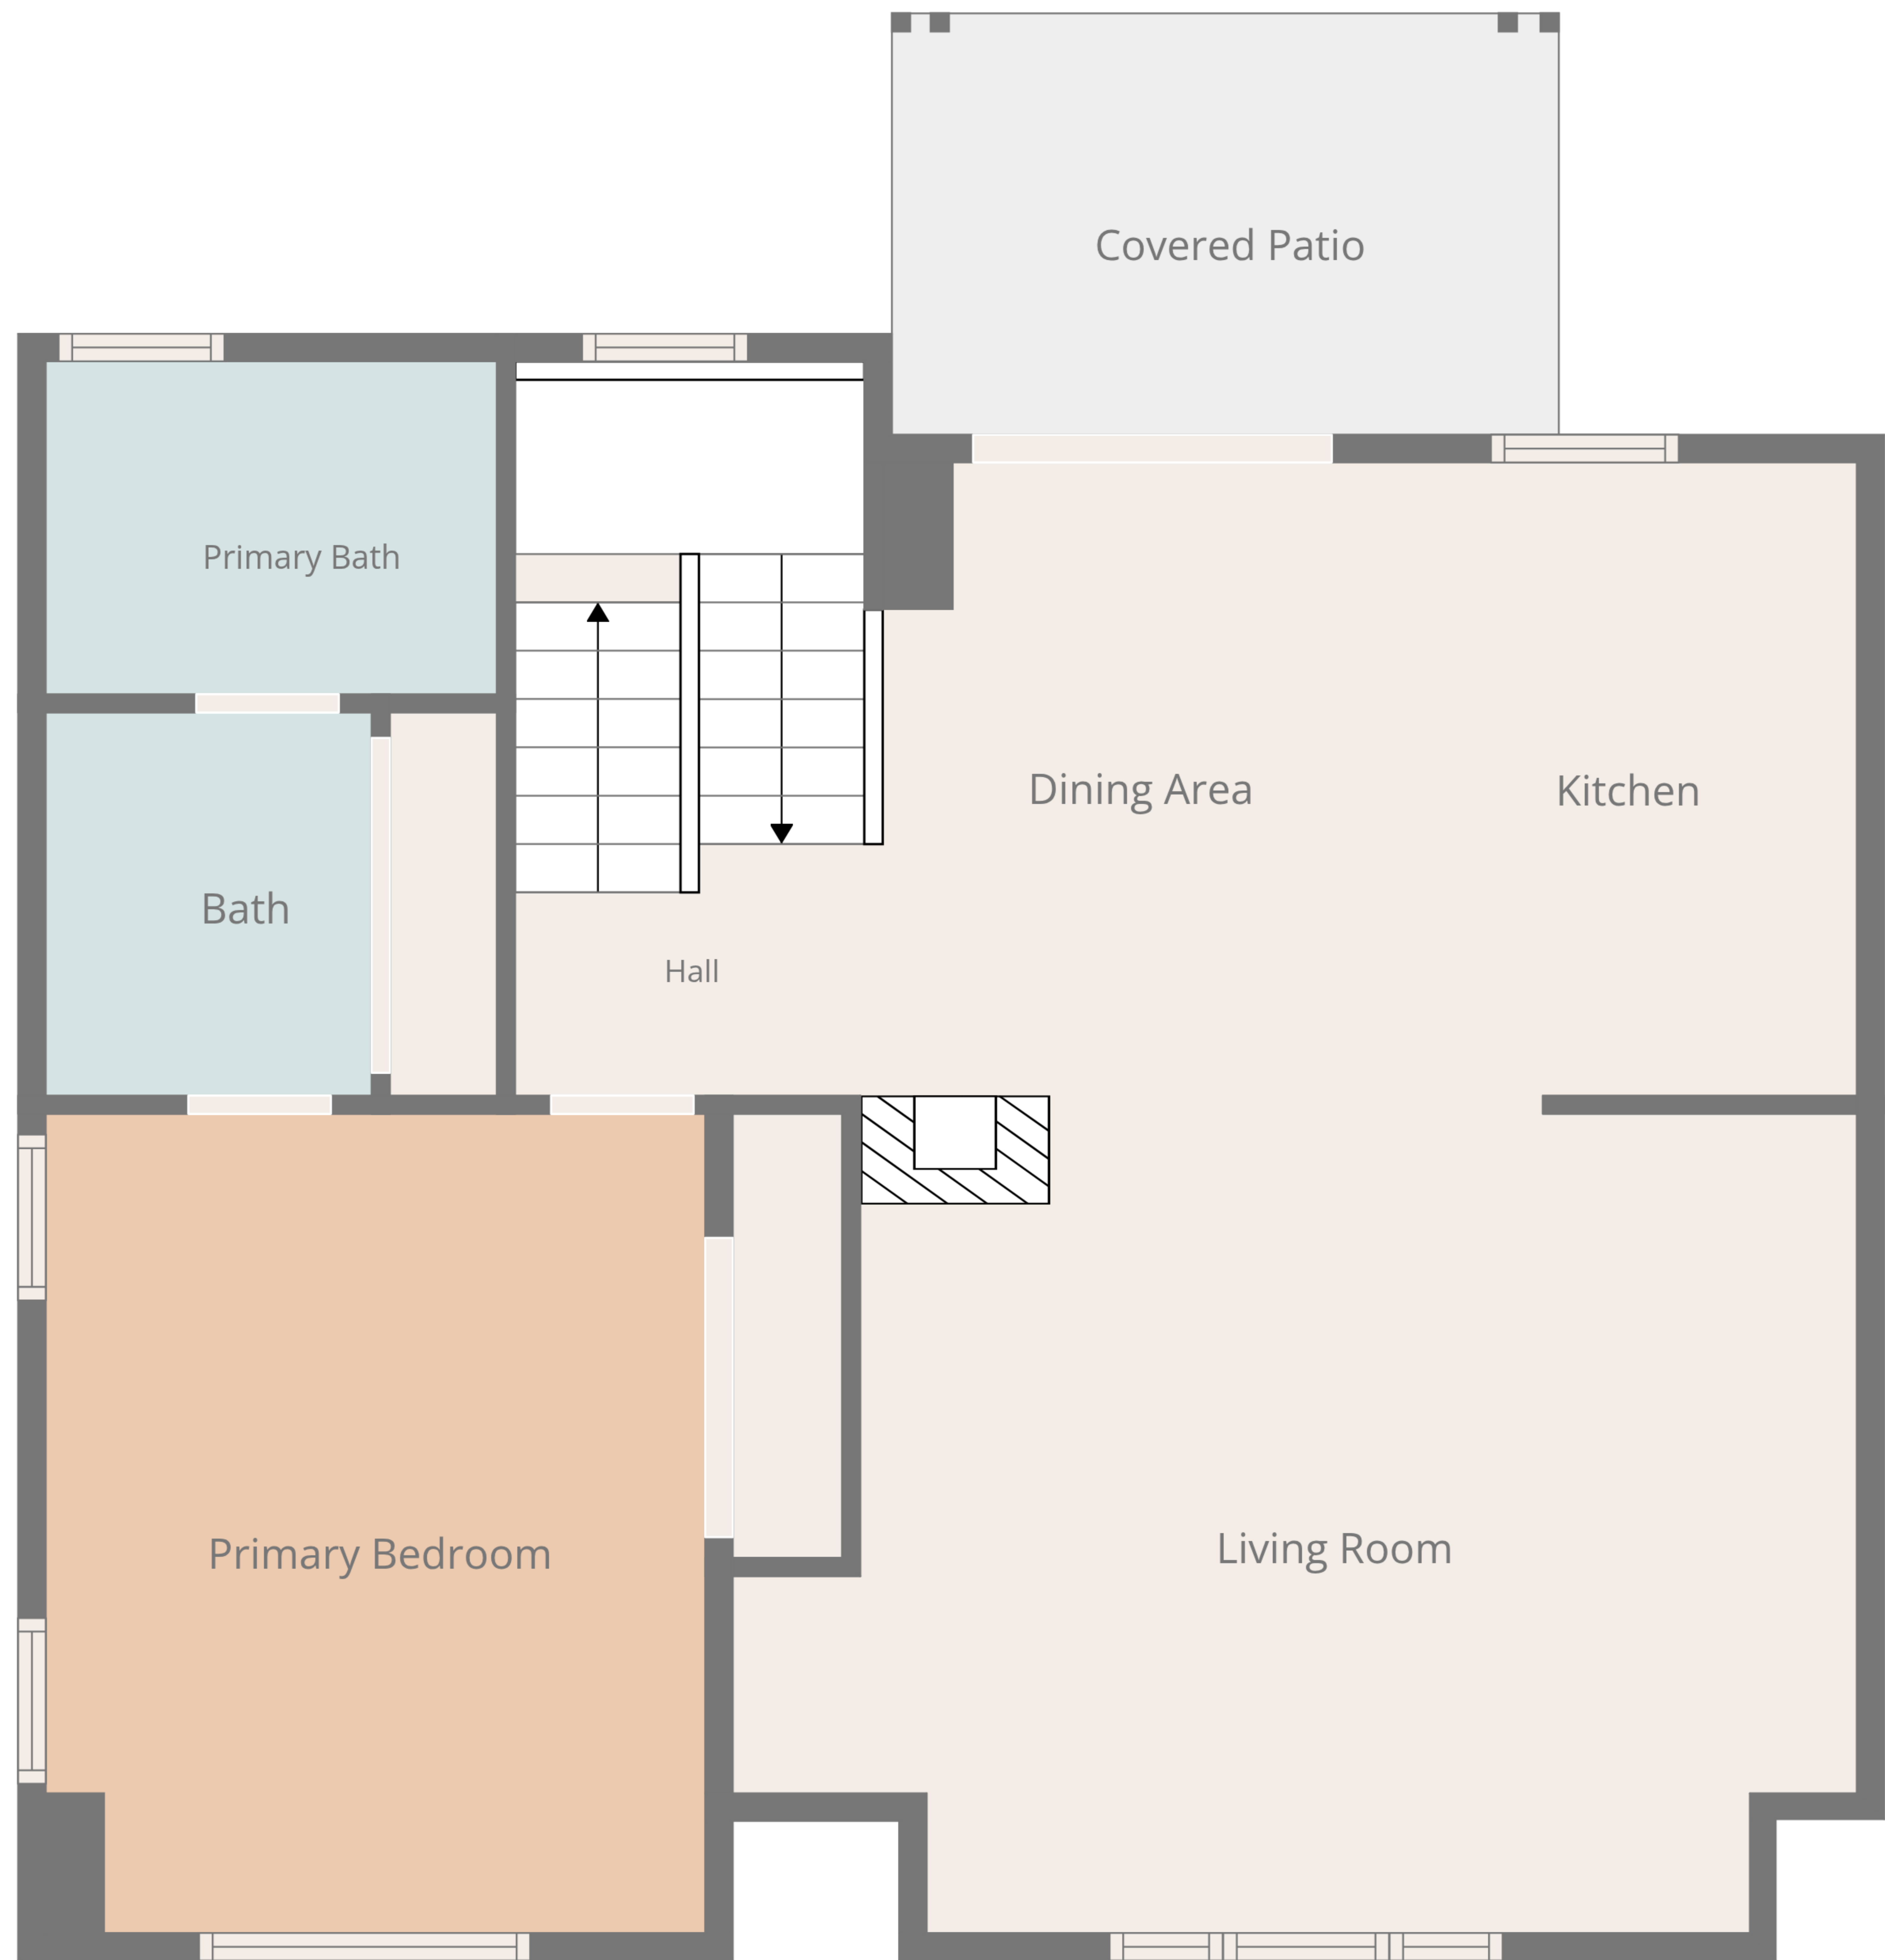 Covered Patio
Primary Bath
Dining Area
Kitchen
Bath
Hall
Primary Bedroom
Living Room